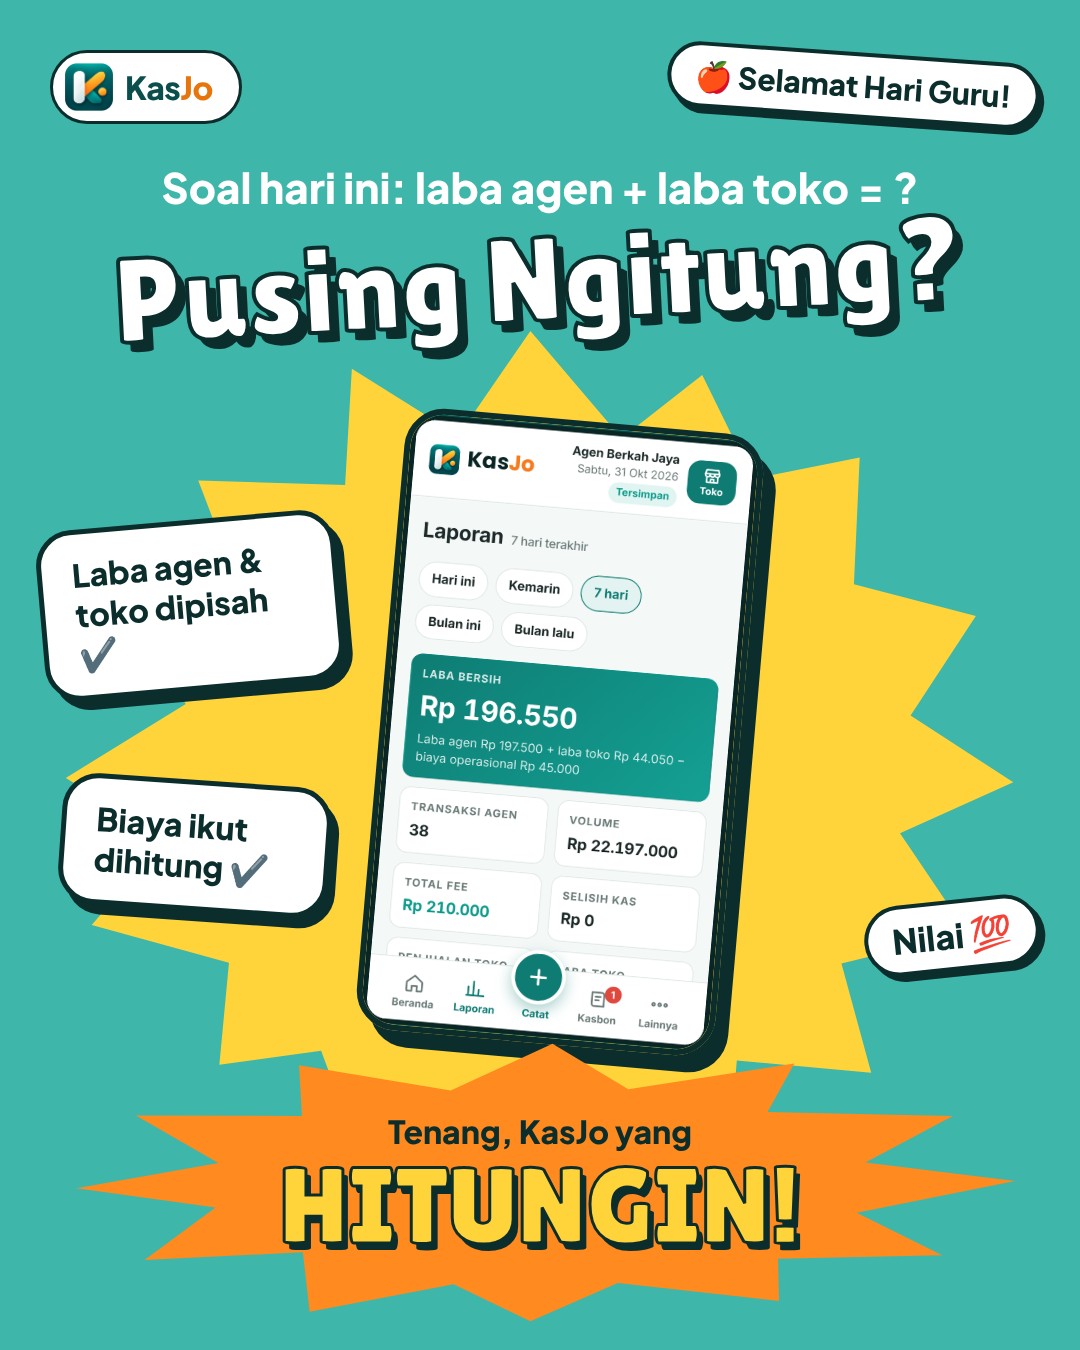 KasJo
🍎 Selamat Hari Guru!
Soal hari ini: laba agen + laba toko = ?
Pusing Ngitung?
KasJo
Agen Berkah Jaya
Sabtu, 31 Okt 2026
Tersimpan
Toko
Laporan 7 hari terakhir
Hari ini
Kemarin
7 hari
Bulan ini
Bulan lalu
LABA BERSIH
Rp 196.550
Laba agen Rp 197.500 + laba toko Rp 44.050 –
biaya operasional Rp 45.000
TRANSAKSI AGEN
38
VOLUME
Rp 22.197.000
TOTAL FEE
Rp 210.000
SELISIH KAS
Rp 0
PENJUALAN TOKO
Beranda
Laporan
Catat
1
Kasbon
Lainnya
Laba agen &
toko dipisah
✔
Biaya ikut
dihitung ✔
Nilai 💯
Tenang, KasJo yang
HITUNGIN!